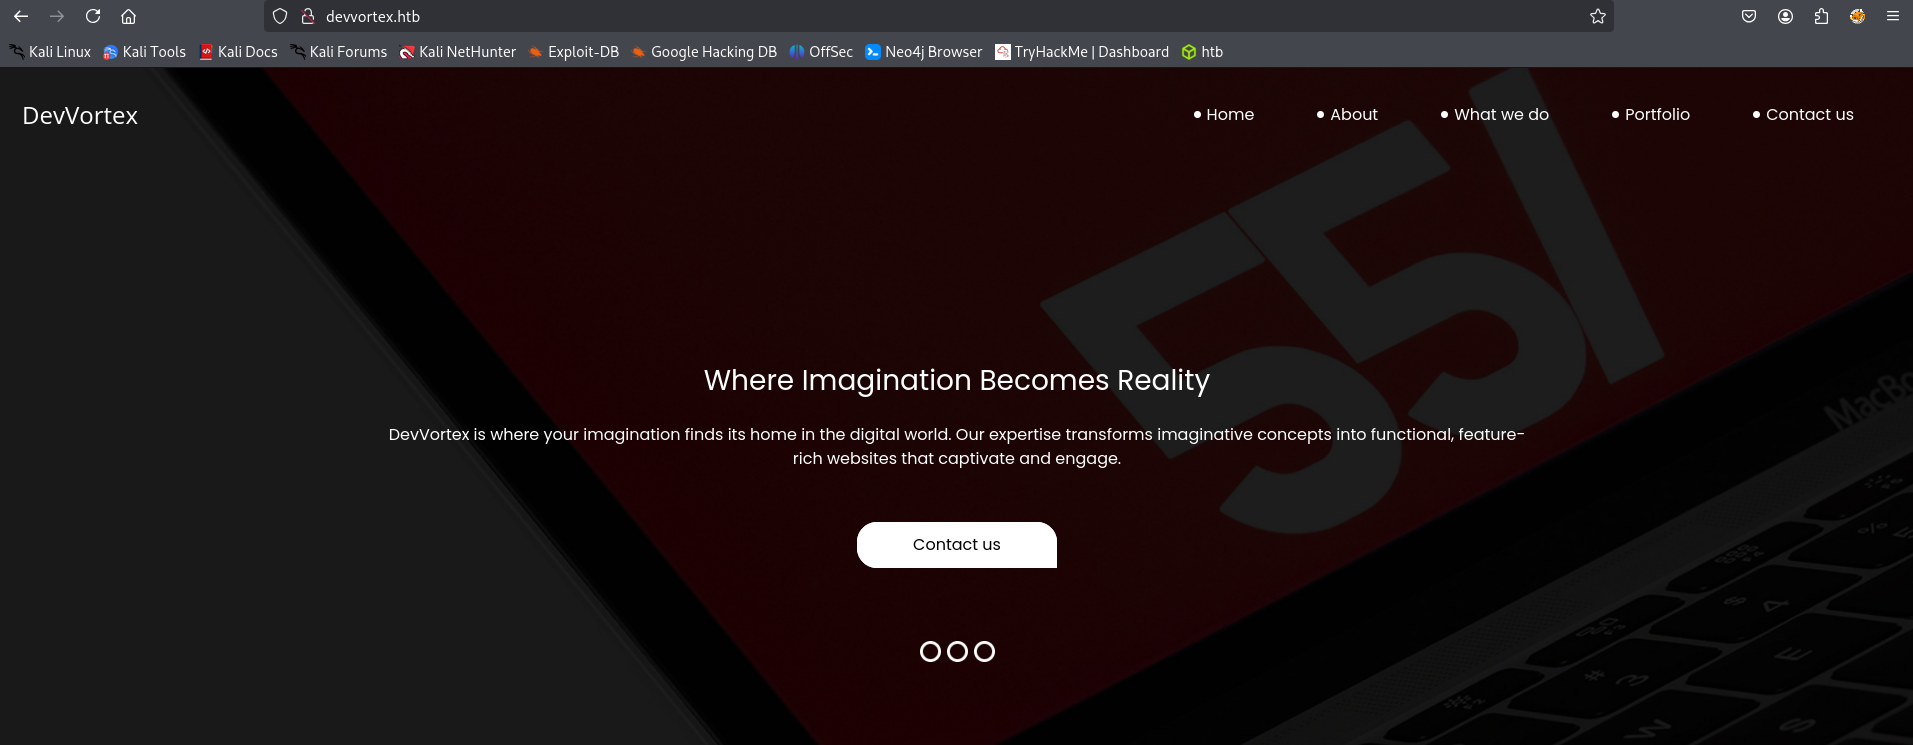 devvortex.htb
Kali Linux Kali Tools Kali Docs Kali Forums Kali NetHunter Exploit-DB Google Hacking DB OffSec Neo4j Browser TryHackMe | Dashboard htb
DevVortex Home About What we do Portfolio Contact us
55/
MacBo
Where Imagination Becomes Reality
DevVortex is where your imagination finds its home in the digital world. Our expertise transforms imaginative concepts into functional, feature-
rich websites that captivate and engage.
Contact us